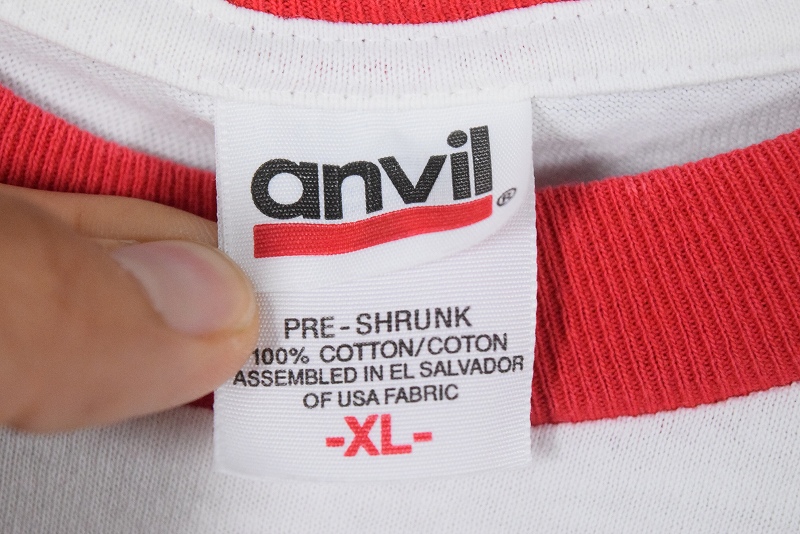 anvil®
PRE-SHRUNK
100% COTTON/COTON
ASSEMBLED IN EL SALVADOR
OF USA FABRIC
-XL-